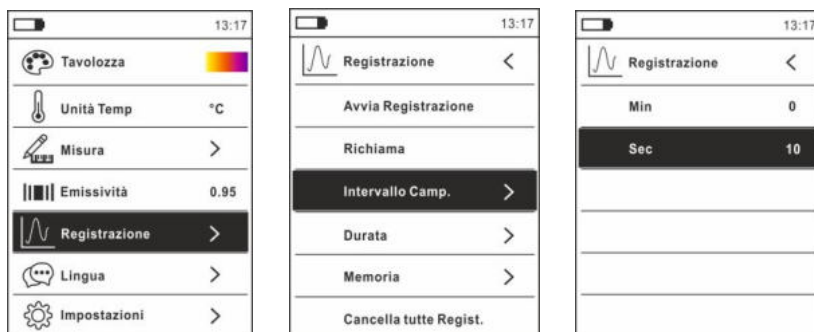 13:17
Tavolozza
Unità Temp °C
Misura >
Emissività 0.95
Registrazione >
Lingua >
Impostazioni >
13:17
Registrazione <
Avvia Registrazione
Richiama
Intervallo Camp. >
Durata >
Memoria >
Cancella tutte Regist.
13:17
Registrazione <
Min 0
Sec 10